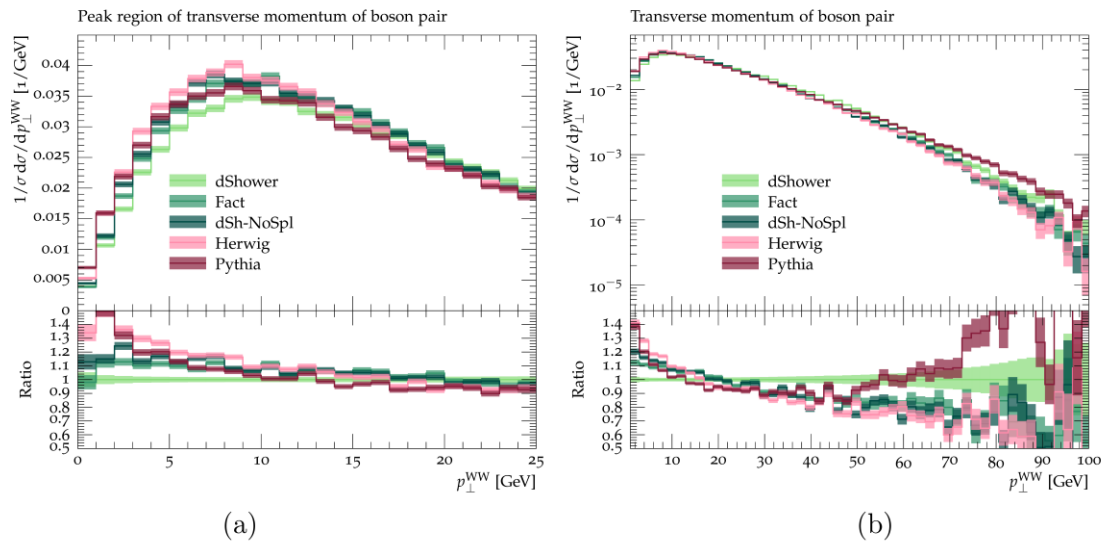 Peak region of transverse momentum of boson pair
1/σ dσ/dp⊥^WW [1/GeV]
0.04
0.035
0.03
0.025
0.02
0.015
0.01
0.005
0
dShower
Fact
dSh-NoSpl
Herwig
Pythia
Ratio
1.4
1.3
1.2
1.1
1
0.9
0.8
0.7
0.6
0.5
0 5 10 15 20 25
p⊥^WW [GeV]
(a)
Transverse momentum of boson pair
1/σ dσ/dp⊥^WW [1/GeV]
10^−2
10^−3
10^−4
10^−5
dShower
Fact
dSh-NoSpl
Herwig
Pythia
Ratio
1.4
1.3
1.2
1.1
1
0.9
0.8
0.7
0.6
0.5
10 20 30 40 50 60 70 80 90 100
p⊥^WW [GeV]
(b)